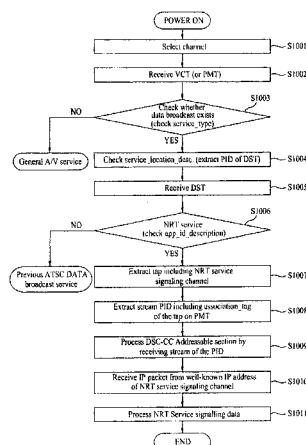 POWER ON
Select channel
S1001
Receive VCT (or PMT)
S1002
S1003
Check whether
data broadcast exists
(check service_type)
NO
YES
General A/V service
Check service_location_desc. (extract PID of DST)
S1004
Receive DST
S1005
S1006
NRT service
(check app_id_description)
NO
YES
Previous ATSC DATA
broadcast service
Extract tap including NRT service
signaling channel
S1007
Extract stream PID including association_tag
of the tap on PMT
S1008
Process DSC-CC Addressable section by
receiving stream of the PID
S1009
Receive IP packet from well-known IP address
of NRT service signaling channel
S1010
Process NRT Service signalling data
S1011
END